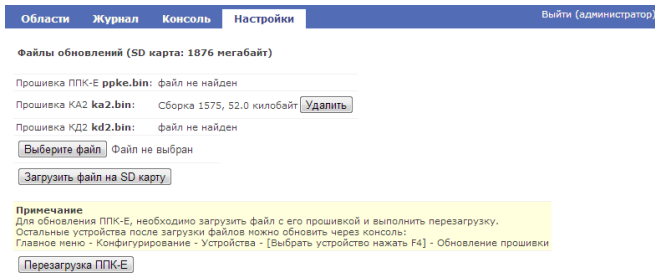 Области Журнал Консоль Настройки Выйти (администратор)
Файлы обновлений (SD карта: 1876 мегабайт)
Прошивка ППК-Е ppke.bin: файл не найден
Прошивка КА2 ka2.bin: Сборка 1575, 52.0 килобайт Удалить
Прошивка КД2 kd2.bin: файл не найден
Выберите файл Файл не выбран
Загрузить файл на SD карту
Примечание
Для обновления ППК-Е, необходимо загрузить файл с его прошивкой и выполнить перезагрузку.
Остальные устройства после загрузки файлов можно обновить через консоль:
Главное меню - Конфигурирование - Устройства - [Выбрать устройство нажать F4] - Обновление прошивки
Перезагрузка ППК-Е